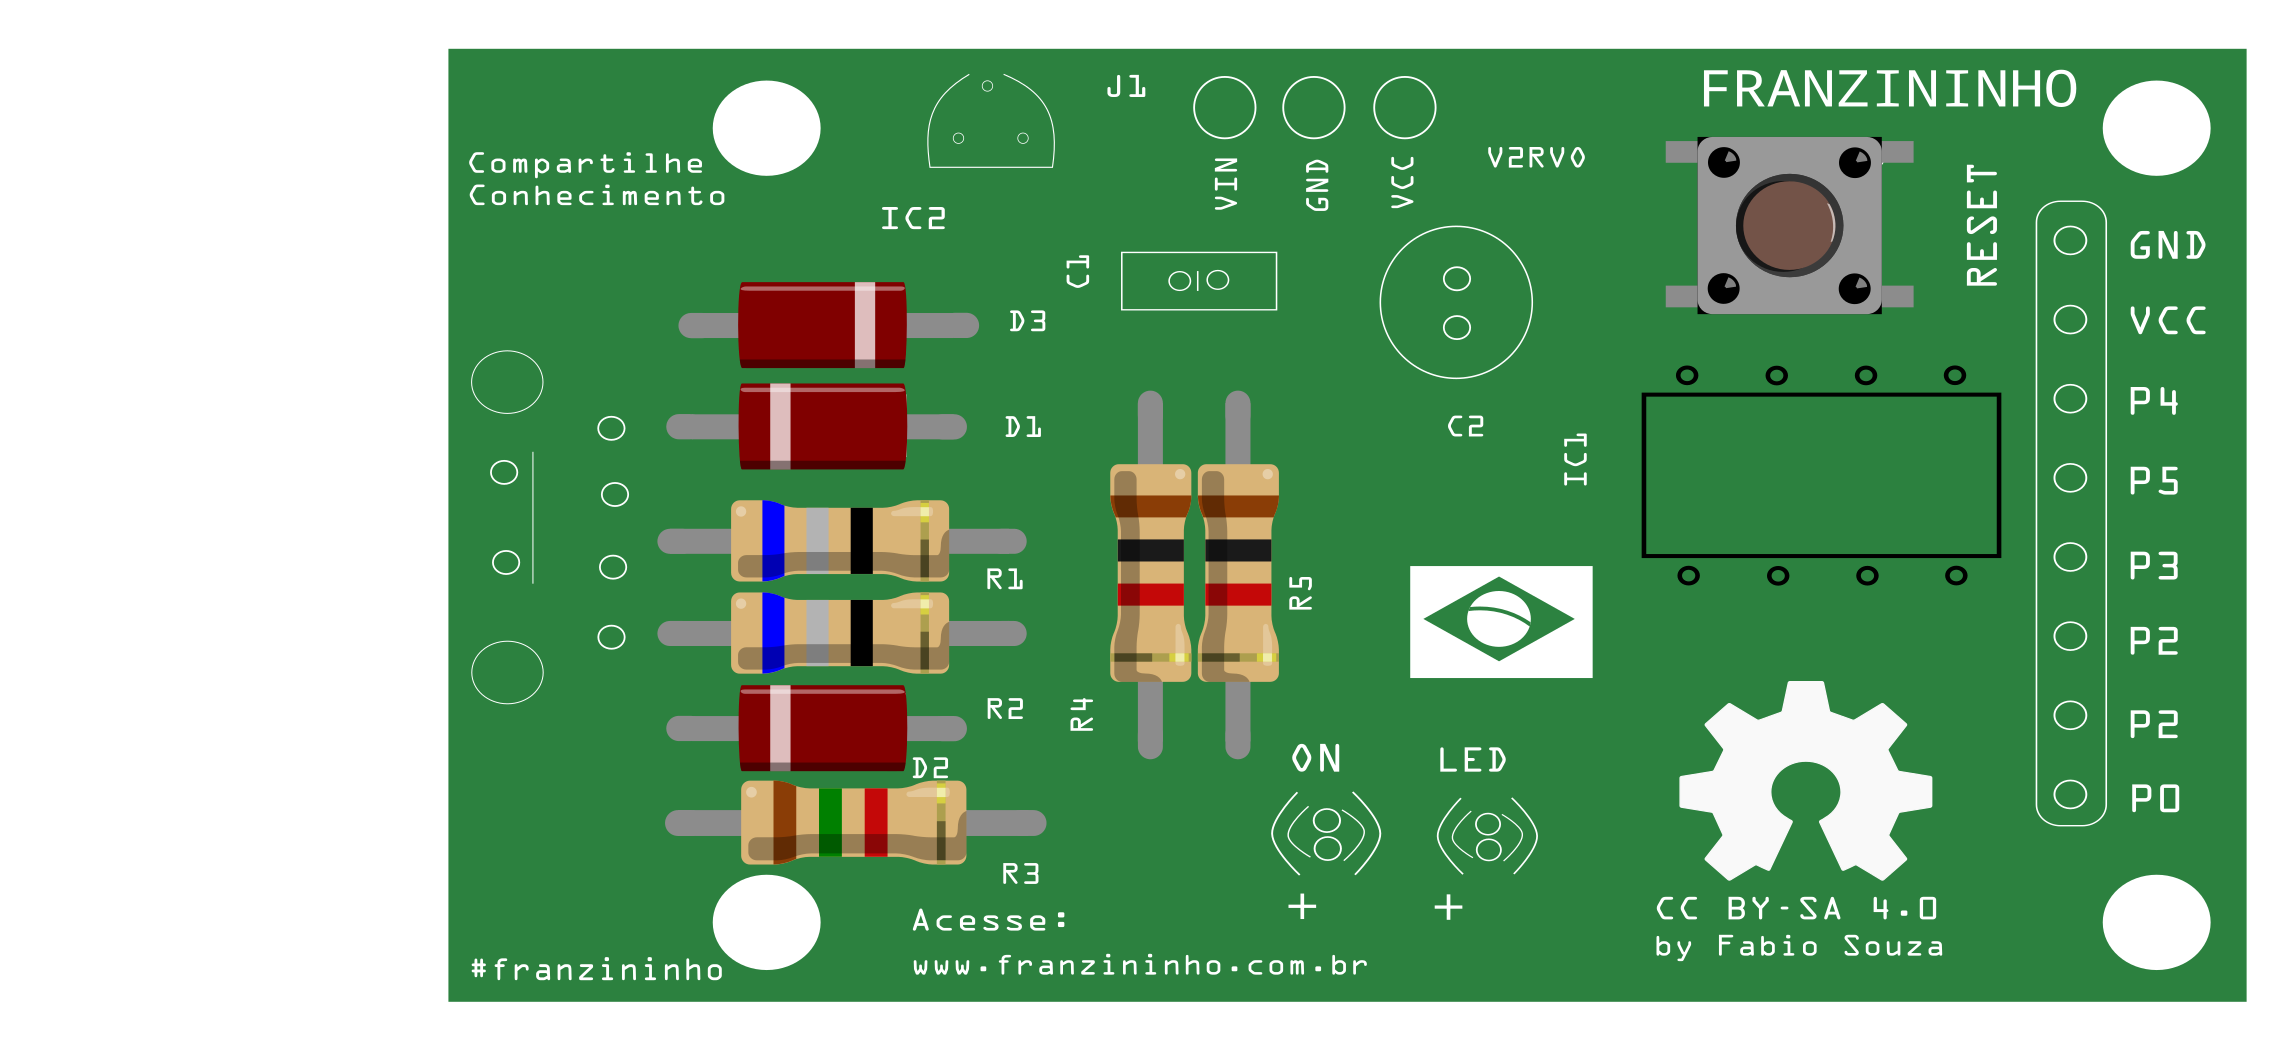 FRANZININHO
J1
Compartilhe
Conhecimento
VIN
GND
VCC
V2RV0
RESET
IC2
C1
GND
VCC
D3
D1
C2
IC1
P4
P5
R1
R5
P3
P2
R2
R4
P2
ON
LED
D2
P0
R3
+
+
Acesse:
www.franzininho.com.br
#franzininho
CC BY-SA 4.0
by Fabio Souza